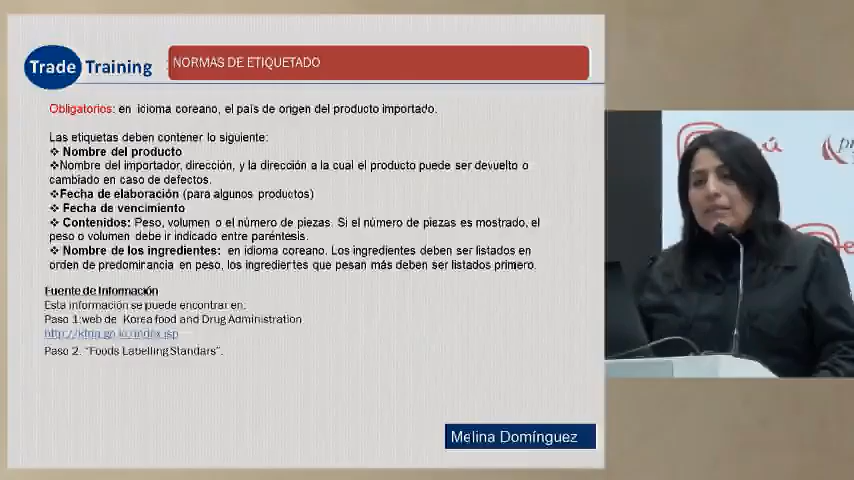 Trade Training
NORMAS DE ETIQUETADO
Obligatorios: en idioma coreano, el país de origen del producto importado.
Las etiquetas deben contener lo siguiente:
❖ Nombre del producto
❖Nombre del importador, dirección, y la dirección a la cual el producto puede ser devuelto o
cambiado en caso de defectos.
❖Fecha de elaboración (para algunos productos)
❖ Fecha de vencimiento
❖ Contenidos: Peso, volumen o el número de piezas. Si el número de piezas es mostrado, el
peso o volumen debe ir indicado entre paréntesis.
❖ Nombre de los ingredientes: en idioma coreano. Los ingredientes deben ser listados en
orden de predominancia en peso, los ingredientes que pesan más deben ser listados primero.
Fuente de Información
Esta información se puede encontrar en:
Paso 1:web de Korea food and Drug Administration
Paso 2. "Foods Labelling Standars".
Melina Domínguez